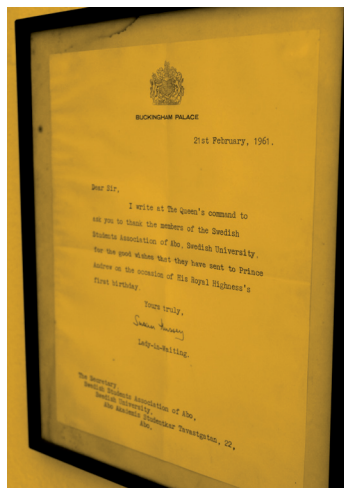 BUCKINGHAM PALACE
21st February, 1961.
Dear Sir,
I write at The Queen's command to
ask you to thank the members of the Swedish
Students Association of Abo, Swedish University,
for the good wishes that they have sent to Prince
Andrew on the occasion of His Royal Highness's
first birthday.
Yours truly,
Susan Hussey
Lady-in-Waiting.
The Secretary,
Swedish Students Association of Abo,
Swedish University,
Abo Akademis Studentkar Tavastgatan, 22,
Abo.